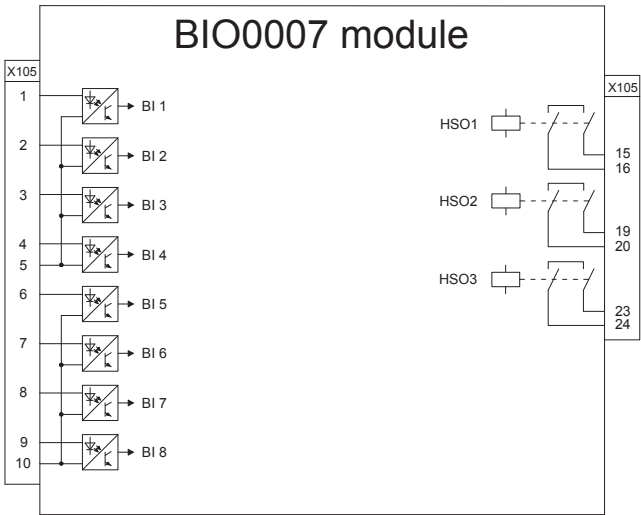 BIO0007 module
X105
1
BI 1
2
BI 2
3
BI 3
4
5
BI 4
6
BI 5
7
BI 6
8
BI 7
9
10
BI 8
X105
HSO1
15
16
HSO2
19
20
HSO3
23
24